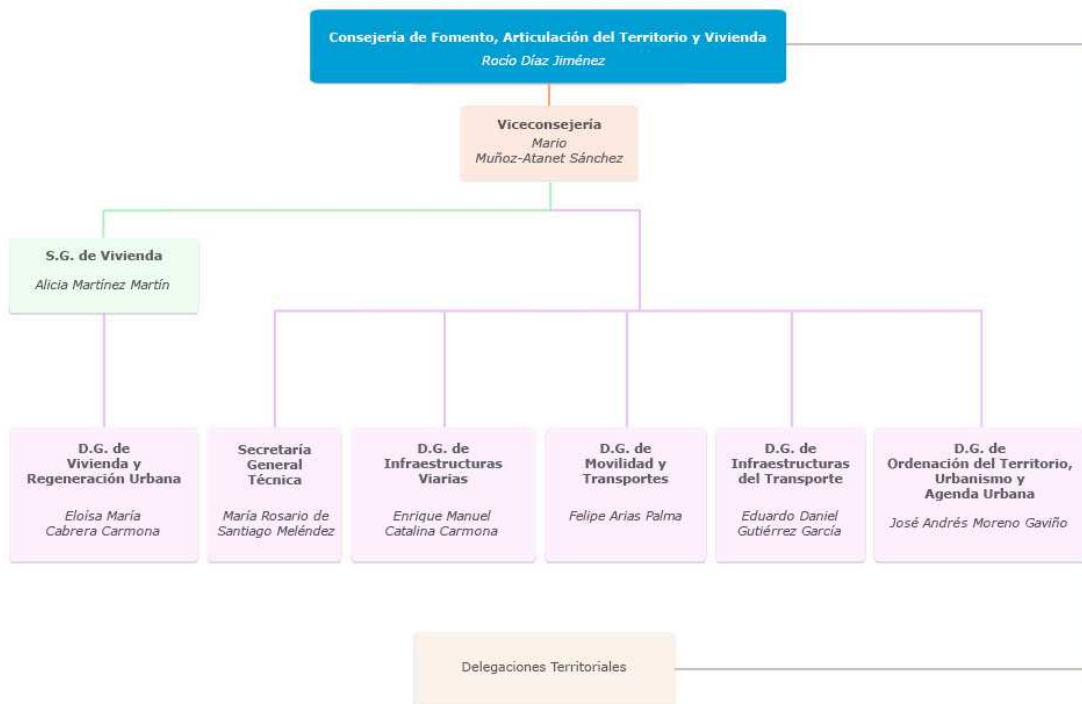 Consejería de Fomento, Articulación del Territorio y Vivienda
Rocío Díaz Jiménez
Viceconsejería
Mario
Muñoz-Atanet Sánchez
S.G. de Vivienda
Alicia Martínez Martín
D.G. de
Vivienda y
Regeneración Urbana
Eloísa María
Cabrera Carmona
Secretaría
General
Técnica
María Rosario de
Santiago Meléndez
D.G. de
Infraestructuras
Viarias
Enrique Manuel
Catalina Carmona
D.G. de
Movilidad y
Transportes
Felipe Arias Palma
D.G. de
Infraestructuras
del Transporte
Eduardo Daniel
Gutiérrez García
D.G. de
Ordenación del Territorio,
Urbanismo y
Agenda Urbana
José Andrés Moreno Gaviño
Delegaciones Territoriales